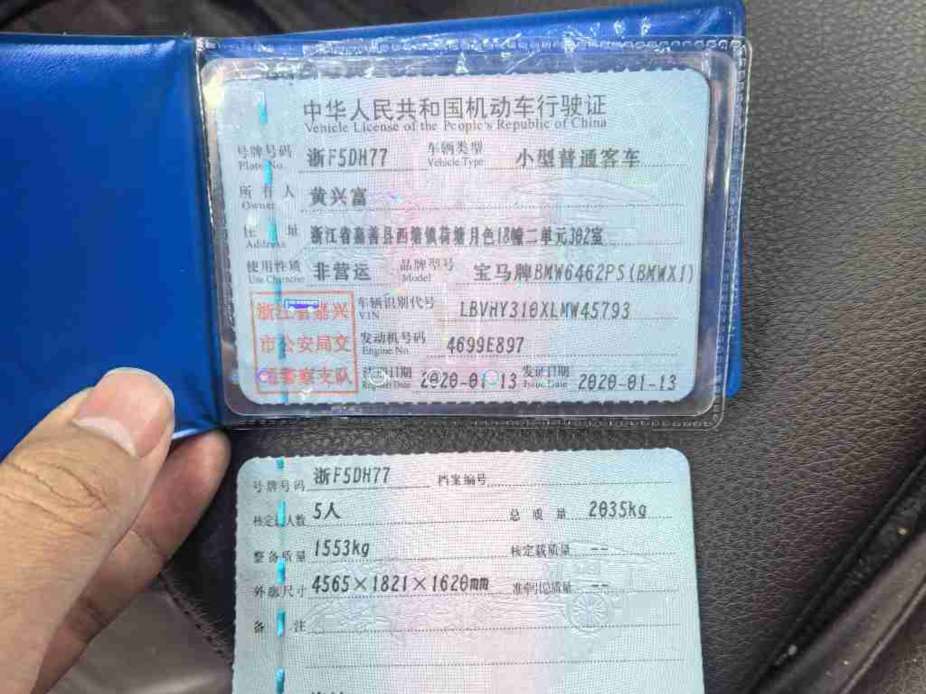 中华人民共和国机动车行驶证
Vehicle License of the People's Republic of China
号牌号码 浙F5DH77 车辆类型 小型普通客车
Plate No. Vehicle Type
所有人 黄兴富
Owner
住址 浙江省嘉善县西塘镇荷塘月色18幢二单元302室
Address
使用性质 非营运 品牌型号 宝马牌BMW6462PS(BMWX1)
Use Character Model
浙江省嘉兴 车辆识别代号 LBVHY310XLMW45793
VIN
市公安局交 发动机号码 4699E897
Engine No.
通警察支队 注册日期 2020-01-13 发证日期 2020-01-13
Issue Date
号牌号码 浙F5DH77 档案编号
核定载人数 5人 总质量 2035kg
整备质量 1553kg 核定载质量 --
外廓尺寸 4565×1821×1620mm 准牵引总质量 --
备注